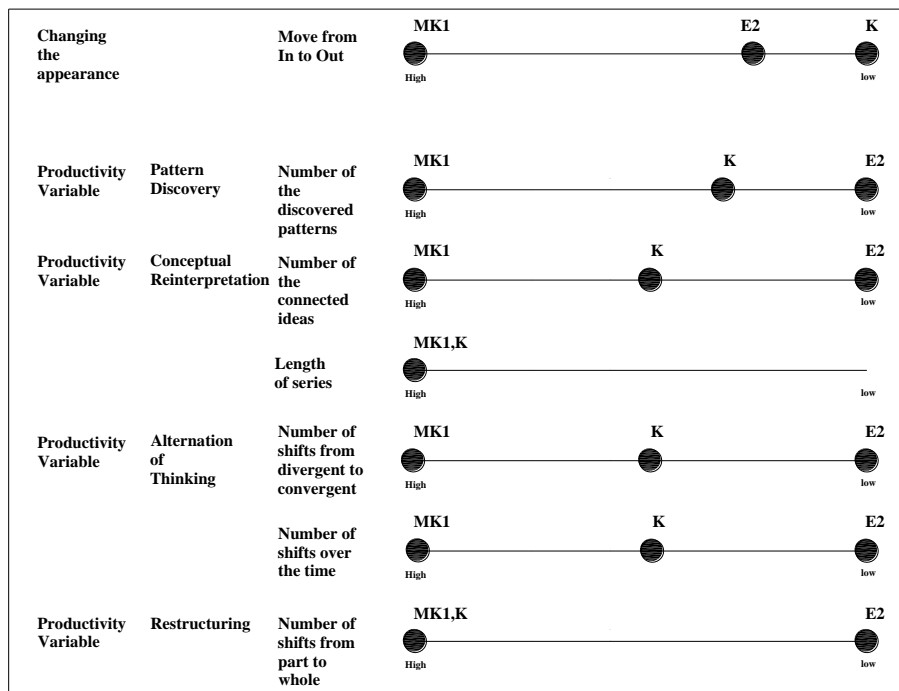 Changing
the
appearance
Move from
In to Out
MK1 E2 K
High low
Productivity
Variable
Pattern
Discovery
Number of
the
discovered
patterns
MK1 K E2
High low
Productivity
Variable
Conceptual
Reinterpretation
Number of
the
connected
ideas
MK1 K E2
High low
Length
of series
MK1,K
High low
Productivity
Variable
Alternation
of
Thinking
Number of
shifts from
divergent to
convergent
MK1 K E2
High low
Number of
shifts over
the time
MK1 K E2
High low
Productivity
Variable
Restructuring
Number of
shifts from
part to
whole
MK1,K E2
High low